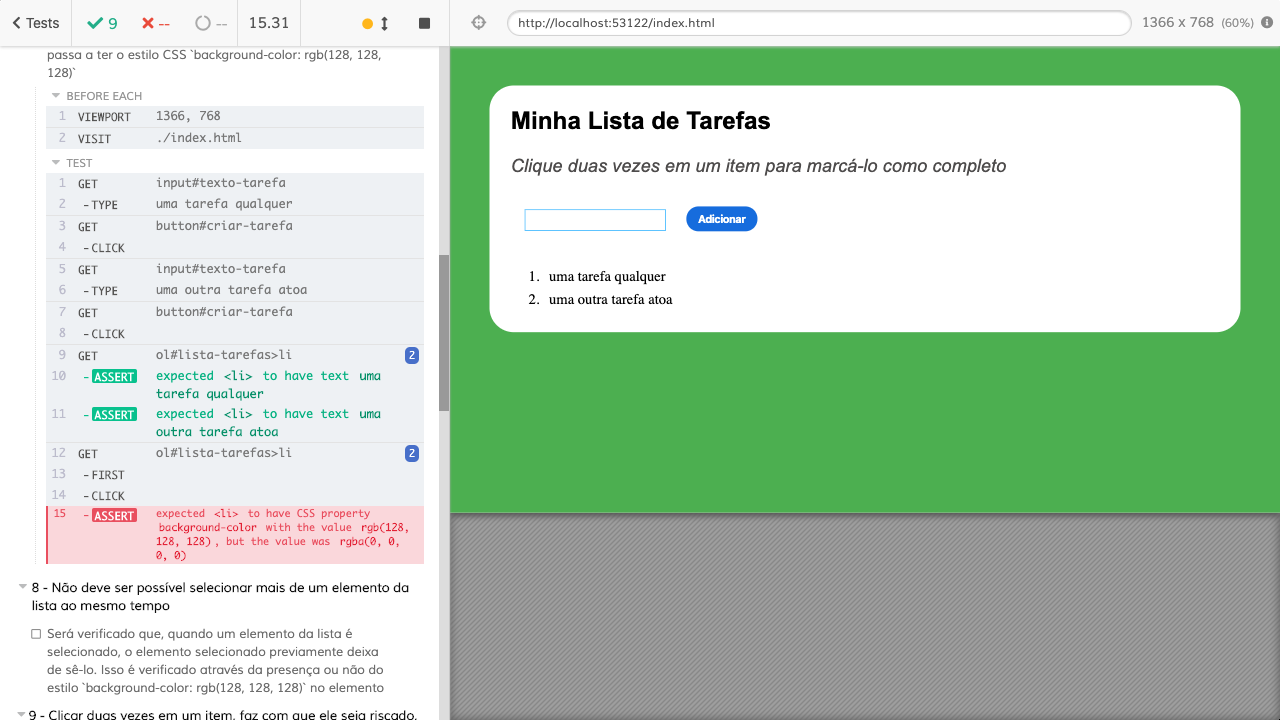 Tests
9
--
--
15.31
http://localhost:53122/index.html
1366 x 768 (60%)
passa a ter o estilo CSS `background-color: rgb(128, 128,
128)`
BEFORE EACH
1 VIEWPORT 1366, 768
2 VISIT ./index.html
TEST
1 GET input#texto-tarefa
2 -TYPE uma tarefa qualquer
3 GET button#criar-tarefa
4 -CLICK
5 GET input#texto-tarefa
6 -TYPE uma outra tarefa atoa
7 GET button#criar-tarefa
8 -CLICK
9 GET ol#lista-tarefas>li 2
10 -ASSERT expected <li> to have text uma
tarefa qualquer
11 -ASSERT expected <li> to have text uma
outra tarefa atoa
12 GET ol#lista-tarefas>li 2
13 -FIRST
14 -CLICK
15 -ASSERT expected <li> to have CSS property
background-color with the value rgb(128,
128, 128), but the value was rgba(0, 0,
0, 0)
8 - Não deve ser possível selecionar mais de um elemento da
lista ao mesmo tempo
Será verificado que, quando um elemento da lista é
selecionado, o elemento selecionado previamente deixa
de sê-lo. Isso é verificado através da presença ou não do
estilo `background-color: rgb(128, 128, 128)` no elemento
9 - Clicar duas vezes em um item, faz com que ele seja riscado,
Minha Lista de Tarefas
Clique duas vezes em um item para marcá-lo como completo
Adicionar
1. uma tarefa qualquer
2. uma outra tarefa atoa